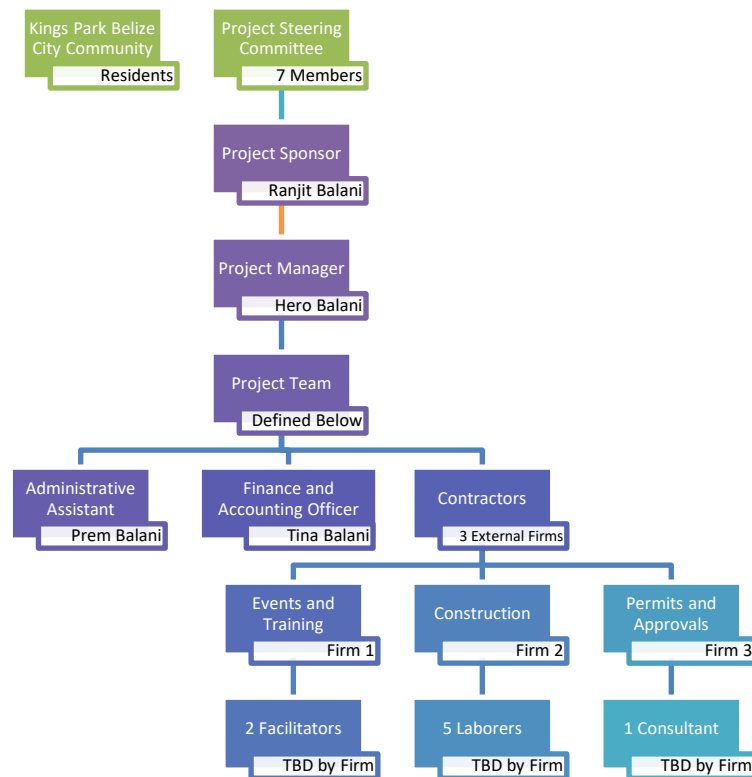 Kings Park Belize
City Community
Residents
Project Steering
Committee
7 Members
Project Sponsor
Ranjit Balani
Project Manager
Hero Balani
Project Team
Defined Below
Administrative
Assistant
Prem Balani
Finance and
Accounting Officer
Tina Balani
Contractors
3 External Firms
Events and
Training
Firm 1
Construction
Firm 2
Permits and
Approvals
Firm 3
2 Facilitators
TBD by Firm
5 Laborers
TBD by Firm
1 Consultant
TBD by Firm